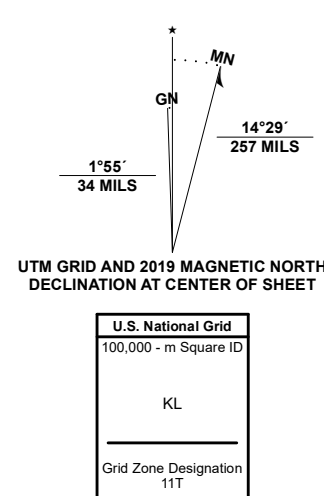 ★
MN
GN
14°29´
257 MILS
1°55´
34 MILS
UTM GRID AND 2019 MAGNETIC NORTH
DECLINATION AT CENTER OF SHEET
U.S. National Grid
100,000 - m Square ID
KL
Grid Zone Designation
11T